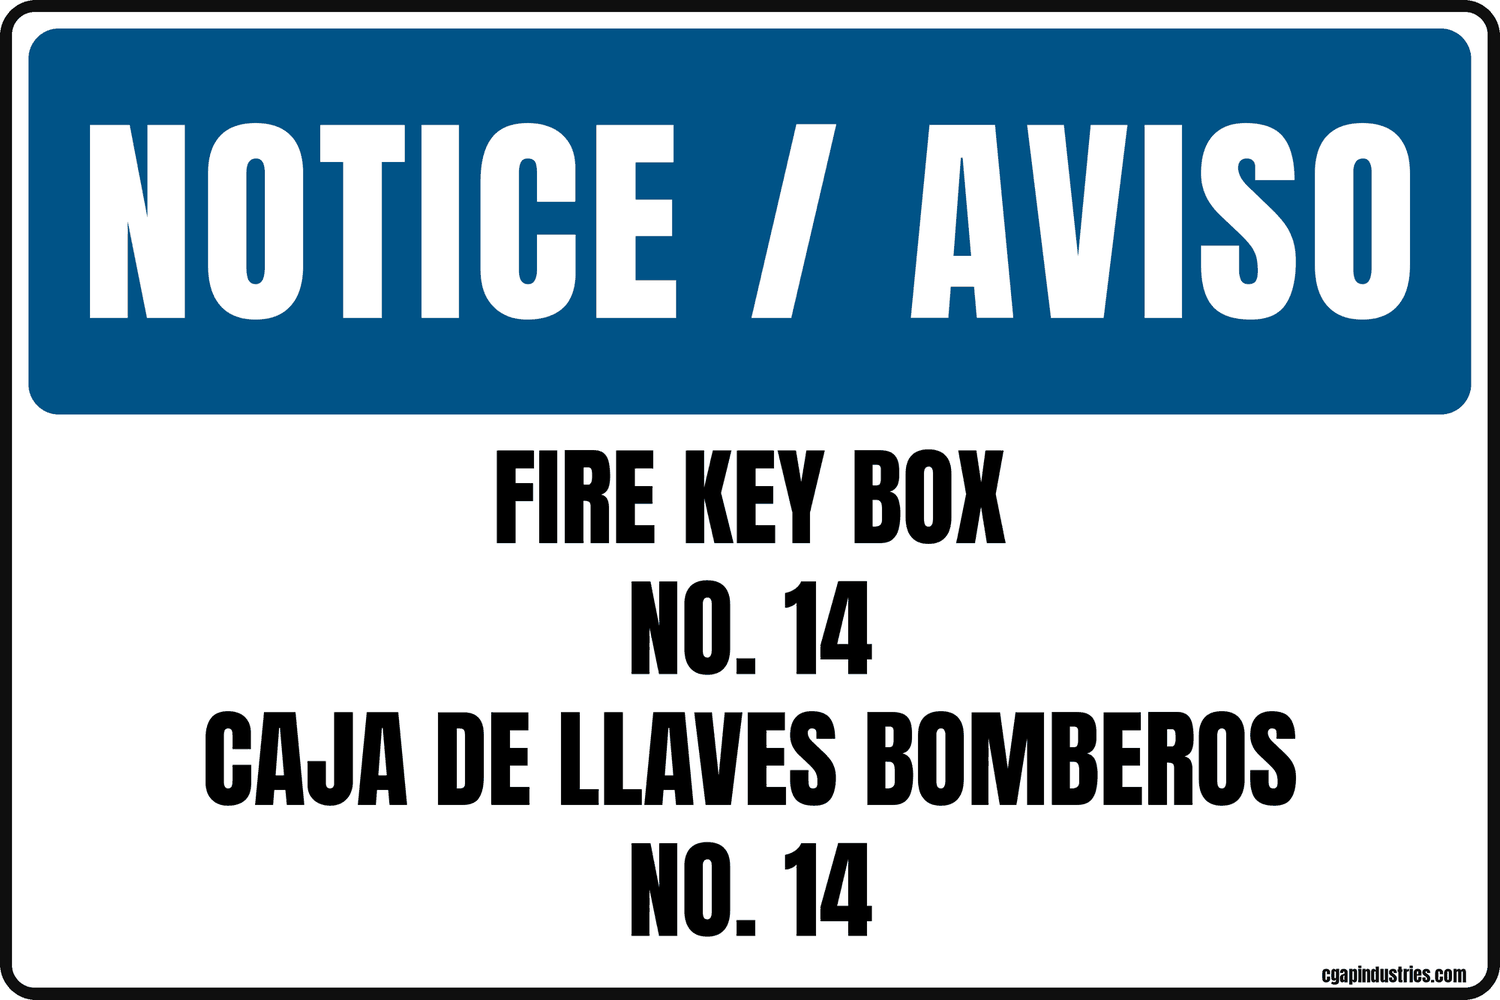 NOTICE / AVISO
FIRE KEY BOX
NO. 14
CAJA DE LLAVES BOMBEROS
NO. 14
cgapindustries.com